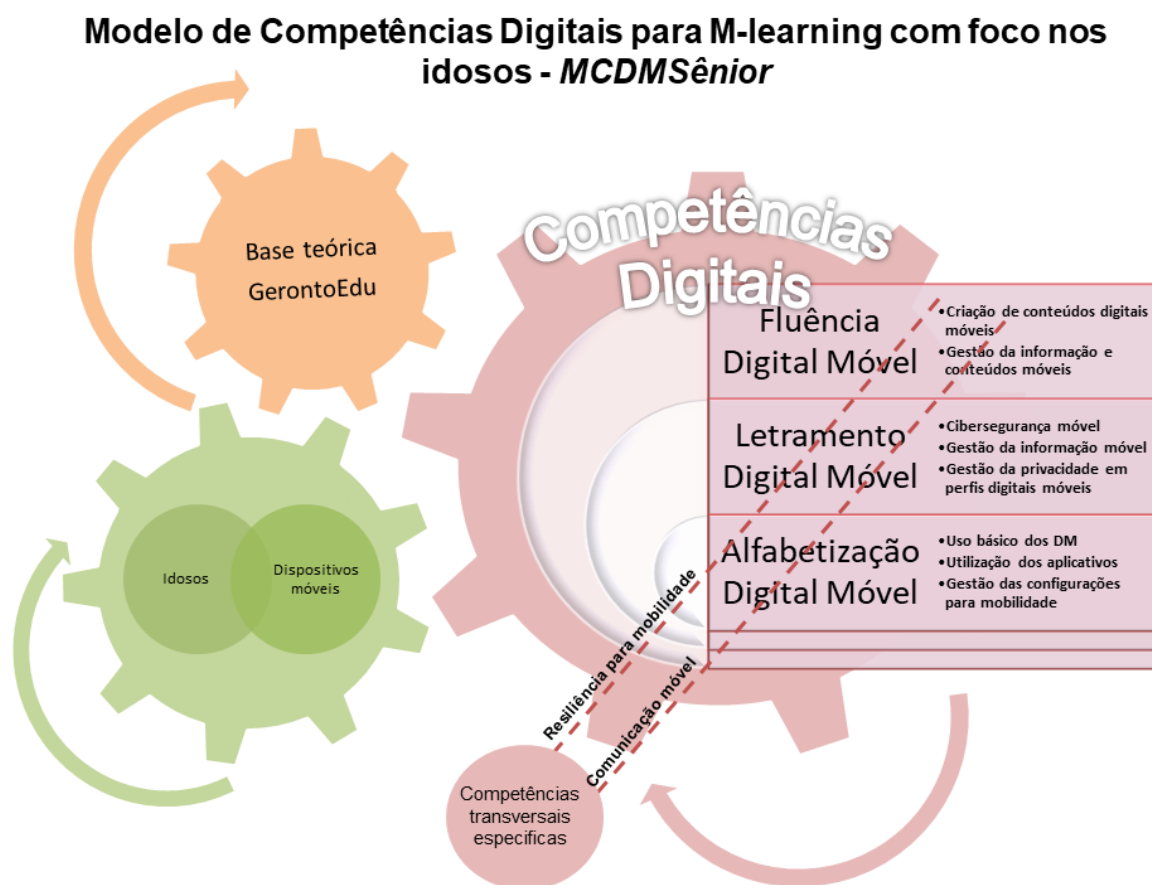 Modelo de Competências Digitais para M-learning com foco nos
idosos - MCDMSênior
Base teórica
GerontoEdu
Idosos
Dispositivos
móveis
Competências
Digitais
Fluência
Digital Móvel
•Criação de conteúdos digitais
móveis
•Gestão da informação e
conteúdos móveis
Letramento
Digital Móvel
•Cibersegurança móvel
•Gestão da informação móvel
•Gestão da privacidade em
perfis digitais móveis
Alfabetização
Digital Móvel
•Uso básico dos DM
•Utilização dos aplicativos
•Gestão das configurações
para mobilidade
Resiliência para mobilidade
Comunicação móvel
Competências
transversais
especificas